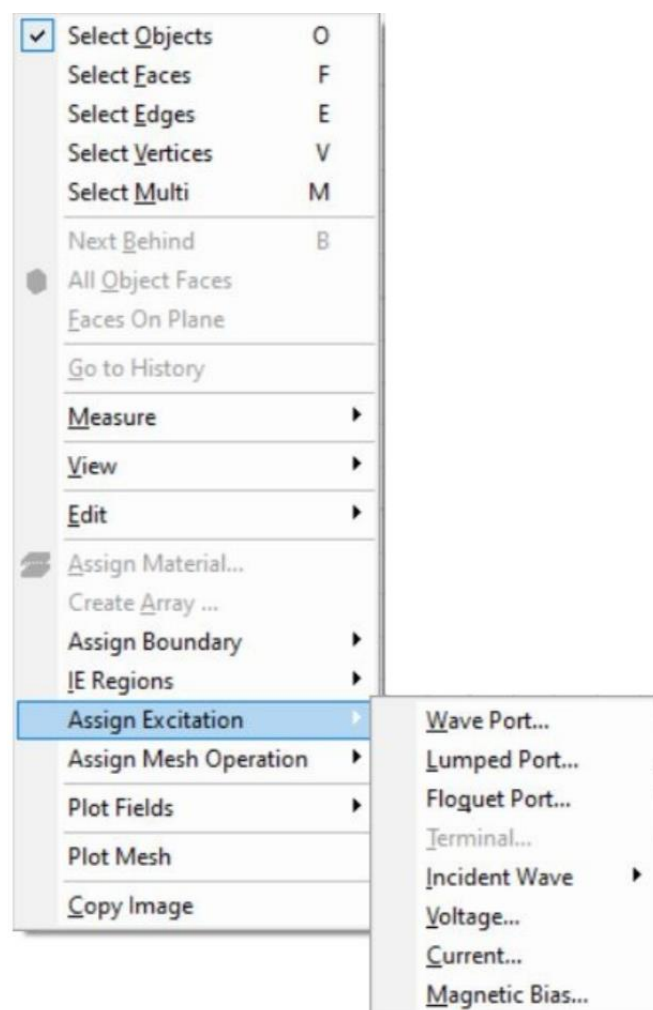 Select Objects O
Select Faces F
Select Edges E
Select Vertices V
Select Multi M
Next Behind B
All Object Faces
Faces On Plane
Go to History
Measure
View
Edit
Assign Material...
Create Array ...
Assign Boundary
IE Regions
Assign Excitation
Assign Mesh Operation
Plot Fields
Plot Mesh
Copy Image
Wave Port...
Lumped Port...
Floquet Port...
Terminal...
Incident Wave
Voltage...
Current...
Magnetic Bias...